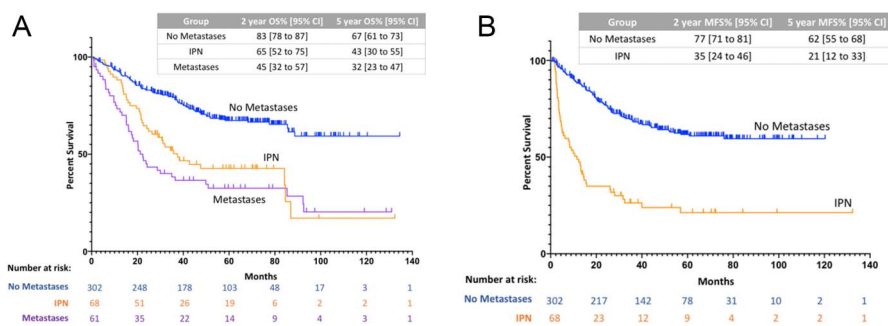 A
Group 2 year OS% [95% CI] 5 year OS% [95% CI]
No Metastases 83 [78 to 87] 67 [61 to 73]
IPN 65 [52 to 75] 43 [30 to 55]
Metastases 45 [32 to 57] 32 [23 to 47]
100
50
0
Percent Survival
No Metastases
IPN
Metastases
0 20 40 60 80 100 120 140
Months
Number at risk:
No Metastases 302 248 178 103 48 17 3 1
IPN 68 51 26 19 6 2 2 1
Metastases 61 35 22 14 9 4 3 1
B
Group 2 year MFS% [95% CI] 5 year MFS% [95% CI]
No Metastases 77 [71 to 81] 62 [55 to 68]
IPN 35 [24 to 46] 21 [12 to 33]
100
50
0
Percent Survival
No Metastases
IPN
0 20 40 60 80 100 120 140
Months
Number at risk:
No Metastases 302 217 142 78 31 10 2 1
IPN 68 23 12 9 4 2 2 1